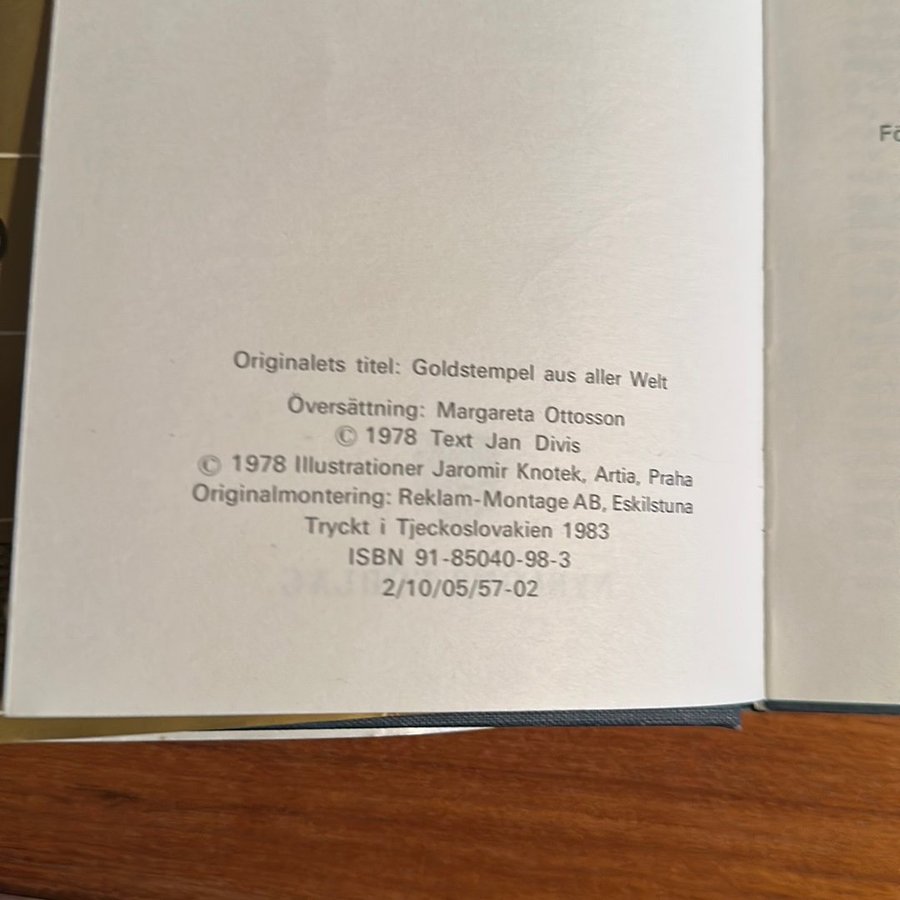 Originalets titel: Goldstempel aus aller Welt
Översättning: Margareta Ottosson
© 1978 Text Jan Divis
© 1978 Illustrationer Jaromir Knotek, Artia, Praha
Originalmontering: Reklam-Montage AB, Eskilstuna
Tryckt i Tjeckoslovakien 1983
ISBN 91-85040-98-3
2/10/05/57-02